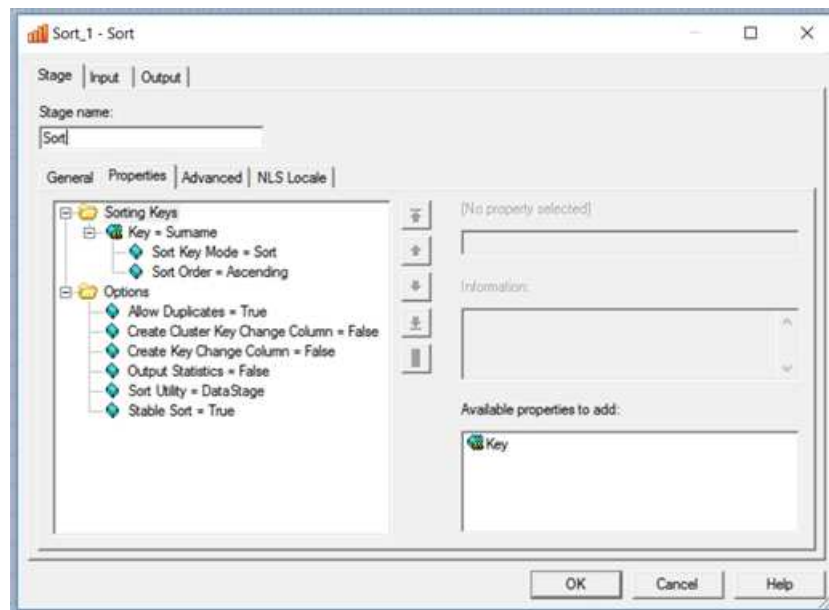 Sort_1 - Sort
Stage Input Output
Stage name:
Sort
General Properties Advanced NLS Locale
Sorting Keys
Key = Surname
Sort Key Mode = Sort
Sort Order = Ascending
Options
Allow Duplicates = True
Create Cluster Key Change Column = False
Create Key Change Column = False
Output Statistics = False
Sort Utility = DataStage
Stable Sort = True
[No property selected]
Information:
Available properties to add:
Key
OK Cancel Help